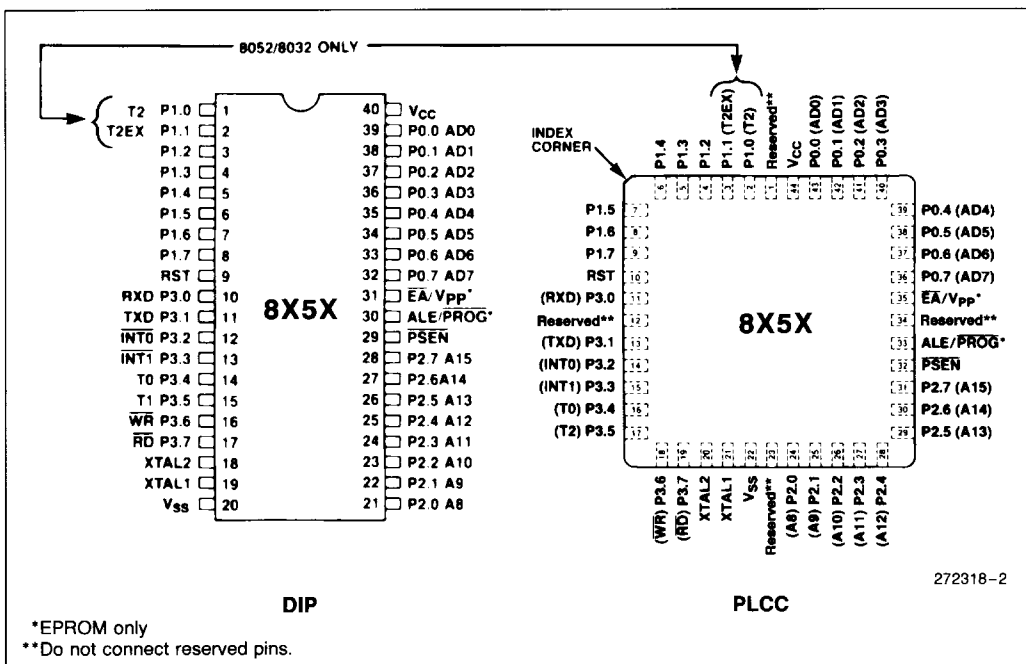 8052/8032 ONLY
T2 P1.0 1
T2EX P1.1 2
P1.2 3
P1.3 4
P1.4 5
P1.5 6
P1.6 7
P1.7 8
RST 9
RXD P3.0 10
TXD P3.1 11
INT0 P3.2 12
INT1 P3.3 13
T0 P3.4 14
T1 P3.5 15
WR P3.6 16
RD P3.7 17
XTAL2 18
XTAL1 19
VSS 20
8X5X
40 VCC
39 P0.0 AD0
38 P0.1 AD1
37 P0.2 AD2
36 P0.3 AD3
35 P0.4 AD4
34 P0.5 AD5
33 P0.6 AD6
32 P0.7 AD7
31 EA/VPP*
30 ALE/PROG*
29 PSEN
28 P2.7 A15
27 P2.6A14
26 P2.5 A13
25 P2.4 A12
24 P2.3 A11
23 P2.2 A10
22 P2.1 A9
21 P2.0 A8
DIP
INDEX
CORNER
P1.4 6
P1.3 5
P1.2 4
P1.1 (T2EX) 3
P1.0 (T2) 2
Reserved** 1
VCC 44
P0.0 (AD0) 43
P0.1 (AD1) 42
P0.2 (AD2) 41
P0.3 (AD3) 40
P1.5 7
P1.6 8
P1.7 9
RST 10
(RXD) P3.0 11
Reserved** 12
(TXD) P3.1 13
(INT0) P3.2 14
(INT1) P3.3 15
(T0) P3.4 16
(T2) P3.5 17
8X5X
39 P0.4 (AD4)
38 P0.5 (AD5)
37 P0.6 (AD6)
36 P0.7 (AD7)
35 EA/VPP*
34 Reserved**
33 ALE/PROG*
32 PSEN
31 P2.7 (A15)
30 P2.6 (A14)
29 P2.5 (A13)
18 (WR) P3.6
19 (RD) P3.7
20 XTAL2
21 XTAL1
22 VSS
23 Reserved**
24 (A8) P2.0
25 (A9) P2.1
26 (A10) P2.2
27 (A11) P2.3
28 (A12) P2.4
272318-2
PLCC
*EPROM only
**Do not connect reserved pins.